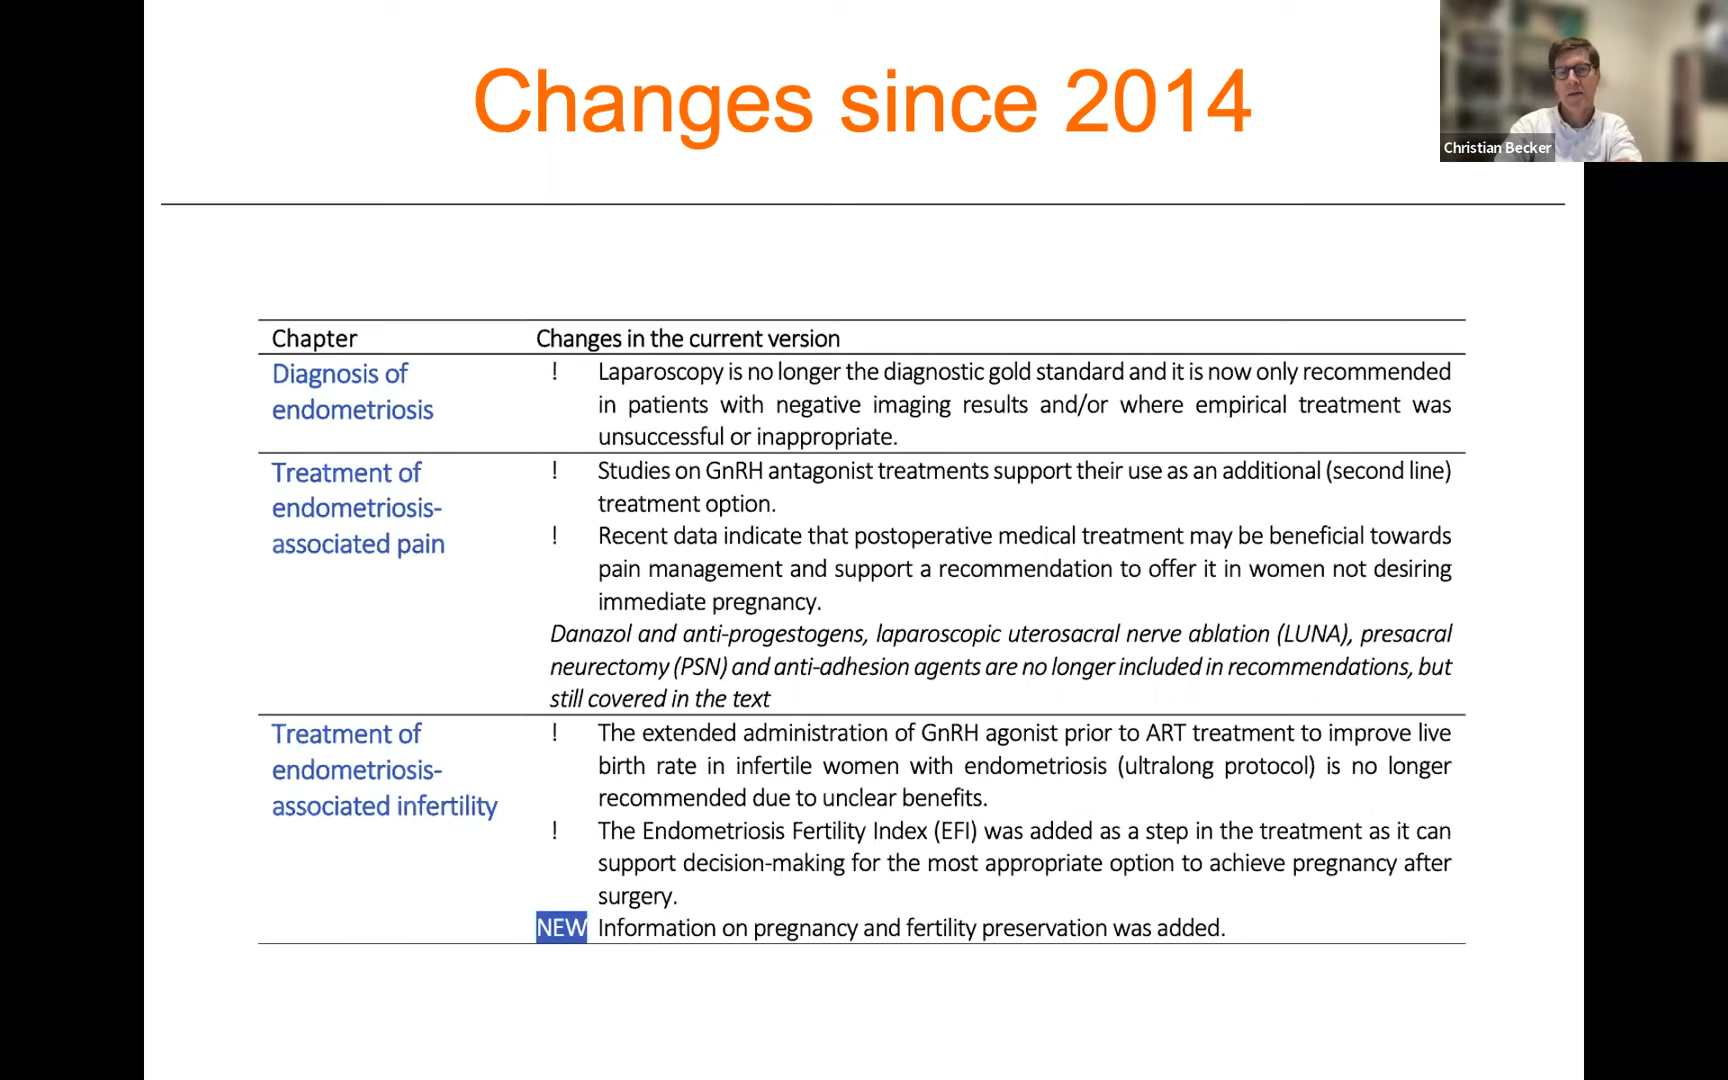 Changes since 2014
Christian Becker
Chapter
Changes in the current version
Diagnosis of
endometriosis
! Laparoscopy is no longer the diagnostic gold standard and it is now only recommended
in patients with negative imaging results and/or where empirical treatment was
unsuccessful or inappropriate.
Treatment of
endometriosis-
associated pain
! Studies on GnRH antagonist treatments support their use as an additional (second line)
treatment option.
! Recent data indicate that postoperative medical treatment may be beneficial towards
pain management and support a recommendation to offer it in women not desiring
immediate pregnancy.
Danazol and anti-progestogens, laparoscopic uterosacral nerve ablation (LUNA), presacral
neurectomy (PSN) and anti-adhesion agents are no longer included in recommendations, but
still covered in the text
Treatment of
endometriosis-
associated infertility
! The extended administration of GnRH agonist prior to ART treatment to improve live
birth rate in infertile women with endometriosis (ultralong protocol) is no longer
recommended due to unclear benefits.
! The Endometriosis Fertility Index (EFI) was added as a step in the treatment as it can
support decision-making for the most appropriate option to achieve pregnancy after
surgery.
NEW Information on pregnancy and fertility preservation was added.